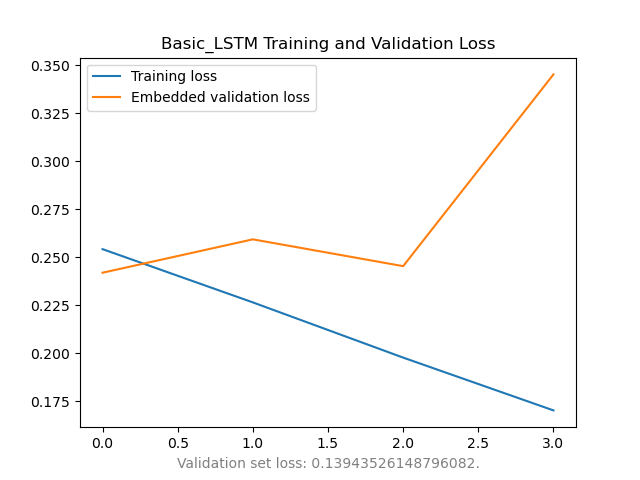 Basic_LSTM Training and Validation Loss
Training loss
Embedded validation loss
0.350
0.325
0.300
0.275
0.250
0.225
0.200
0.175
0.0 0.5 1.0 1.5 2.0 2.5 3.0
Validation set loss: 0.13943526148796082.